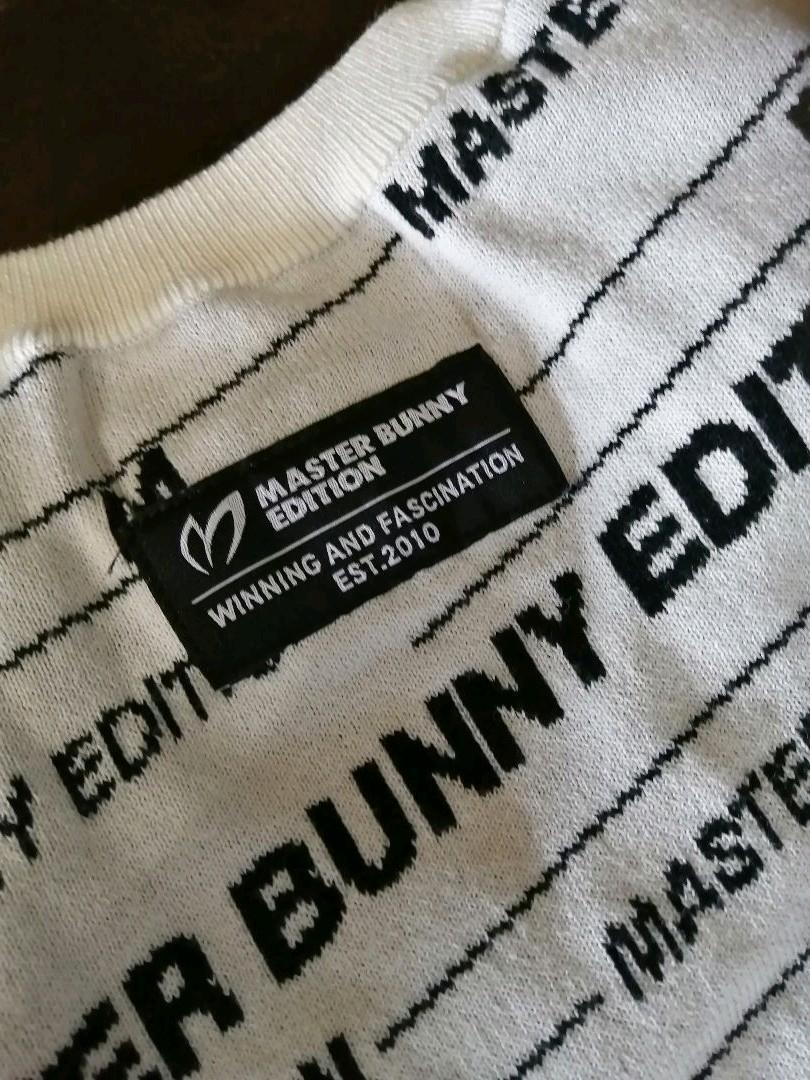 MASTE
MASTER BUNNY
EDITION
WINNING AND FASCINATION
EST.2010
M
Y EDIT
ER BUNNY EDIT
MASTE
N